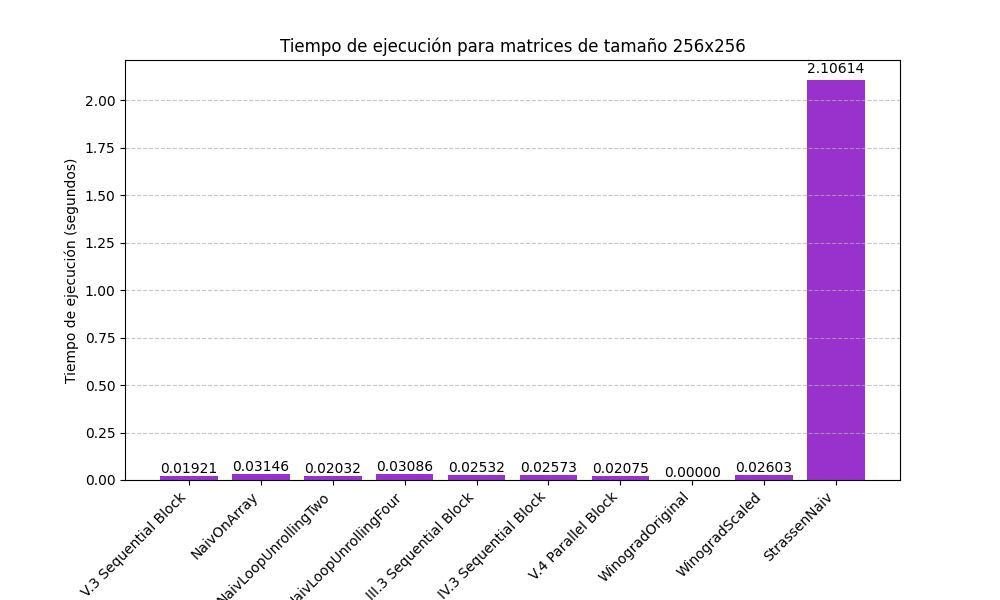 Tiempo de ejecución para matrices de tamaño 256x256
Tiempo de ejecución (segundos)
2.00
1.75
1.50
1.25
1.00
0.75
0.50
0.25
0.00
0.01921
0.03146
0.02032
0.03086
0.02532
0.02573
0.02075
0.00000
0.02603
2.10614
V.3 Sequential Block
NaivOnArray
NaivLoopUnrollingTwo
aivLoopUnrollingFour
III.3 Sequential Block
IV.3 Sequential Block
V.4 Parallel Block
WinogradOriginal
WinogradScaled
StrassenNaiv